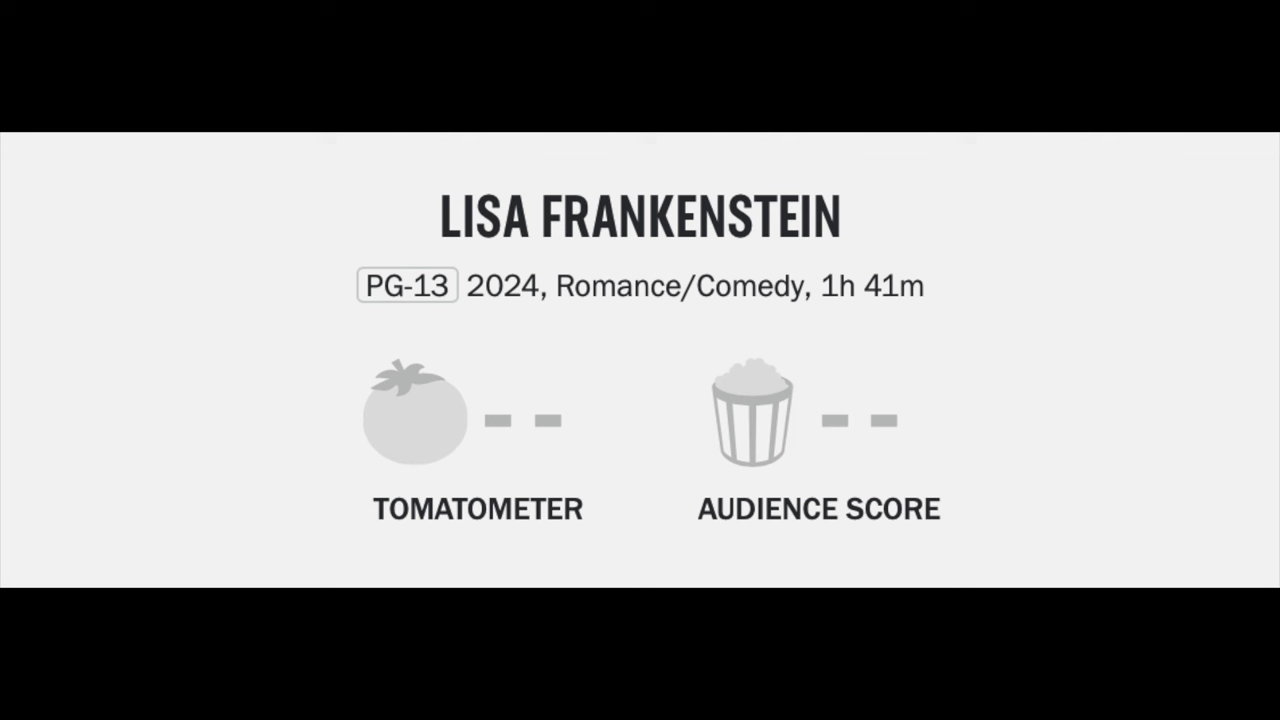 LISA FRANKENSTEIN
PG-13 2024, Romance/Comedy, 1h 41m
- - - -
TOMATOMETER AUDIENCE SCORE